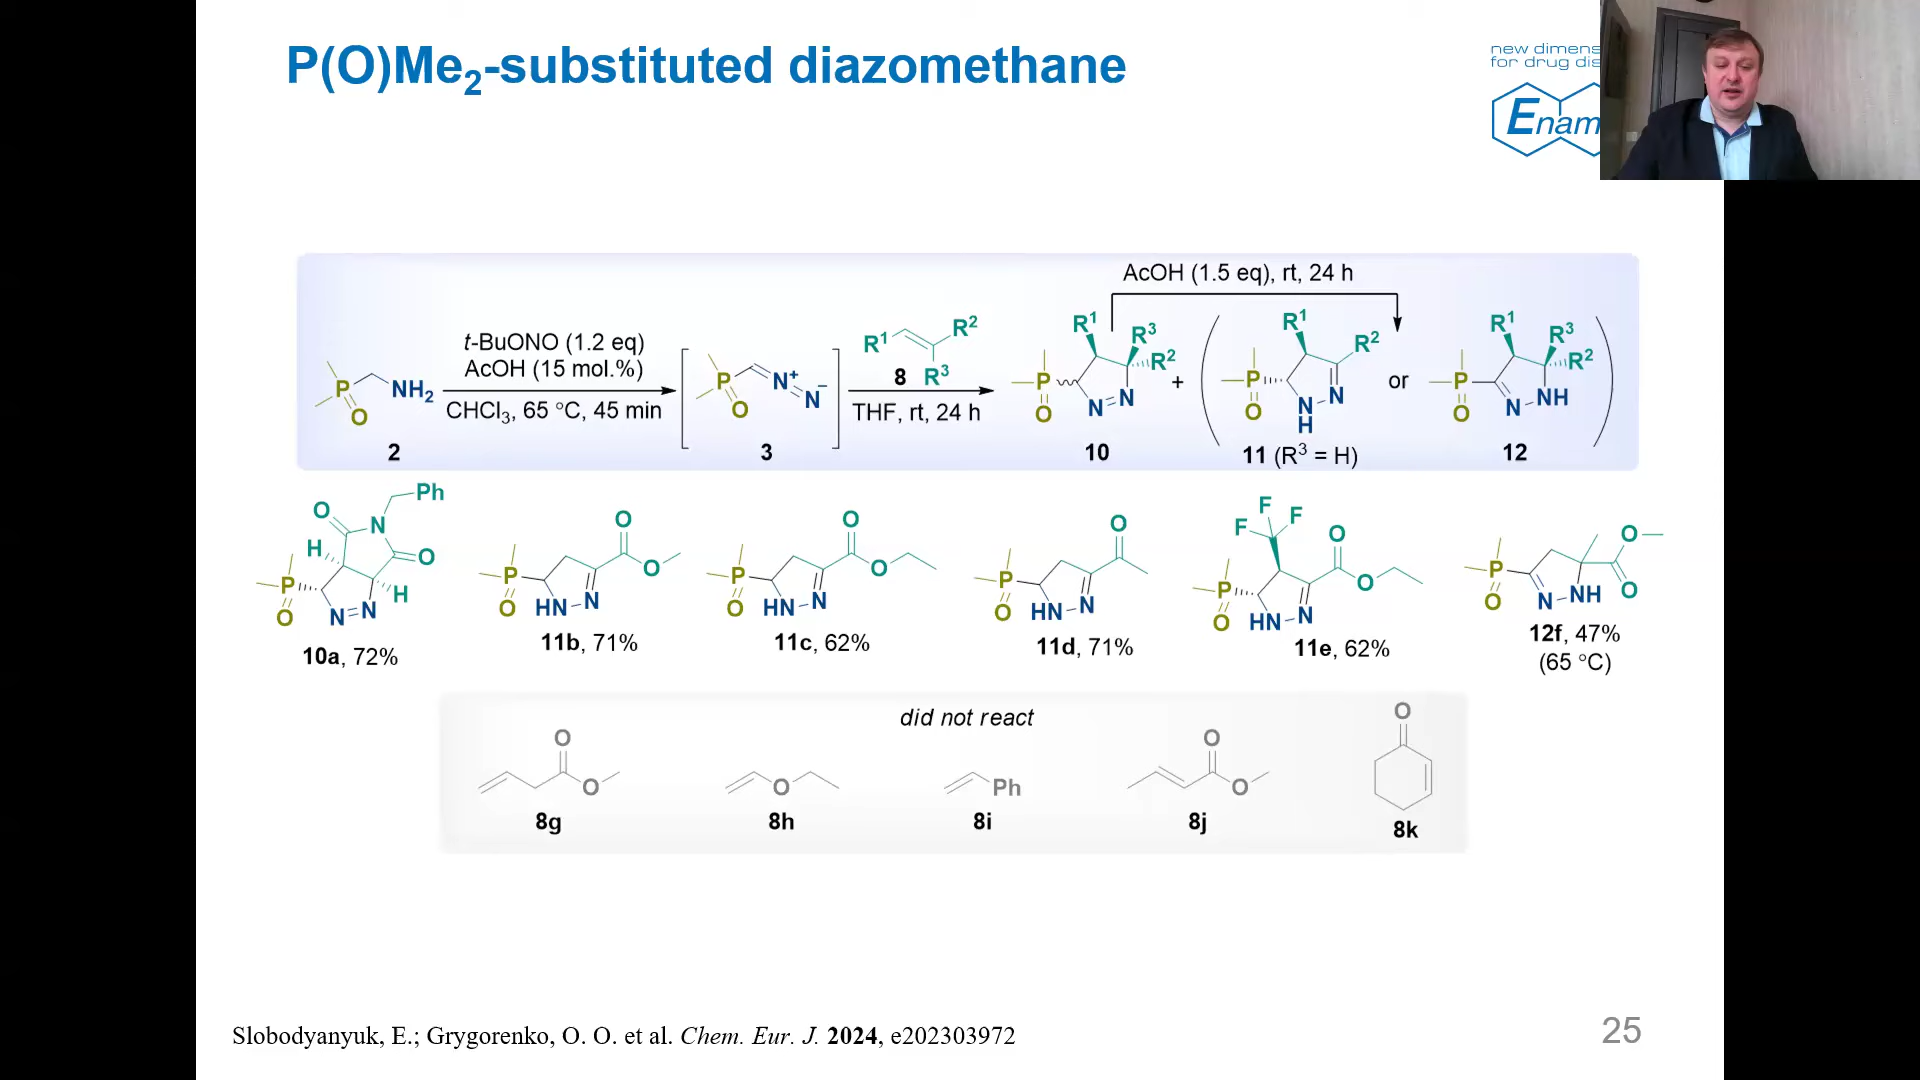 P(O)Me₂-substituted diazomethane
new dimens
for drug dis
Enam
AcOH (1.5 eq), rt, 24 h
t-BuONO (1.2 eq)
AcOH (15 mol.%)
CHCl₃, 65 °C, 45 min
P
O
NH₂
2
P
O
N⁺
N⁻
3
R¹
R²
R³
8
THF, rt, 24 h
R¹
R³
R²
P
O
N
N
10
+
R¹
R²
P
O
N
H
N
11 (R³ = H)
or
R¹
R³
R²
P
O
N
NH
12
O
N
Ph
O
H
H
P
O
N
N
10a, 72%
P
O
HN
N
O
O
11b, 71%
P
O
HN
N
O
O
11c, 62%
P
O
HN
N
O
11d, 71%
F
F
F
P
O
HN
N
O
O
11e, 62%
P
O
N
NH
O
O
12f, 47%
(65 °C)
did not react
O
O
8g
O
8h
Ph
8i
O
O
8j
O
8k
Slobodyanyuk, E.; Grygorenko, O. O. et al. Chem. Eur. J. 2024, e202303972
25